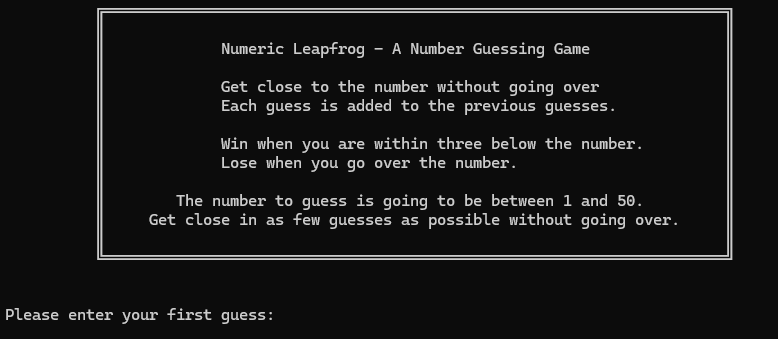 Numeric Leapfrog – A Number Guessing Game
Get close to the number without going over
Each guess is added to the previous guesses.
Win when you are within three below the number.
Lose when you go over the number.
The number to guess is going to be between 1 and 50.
Get close in as few guesses as possible without going over.
Please enter your first guess: